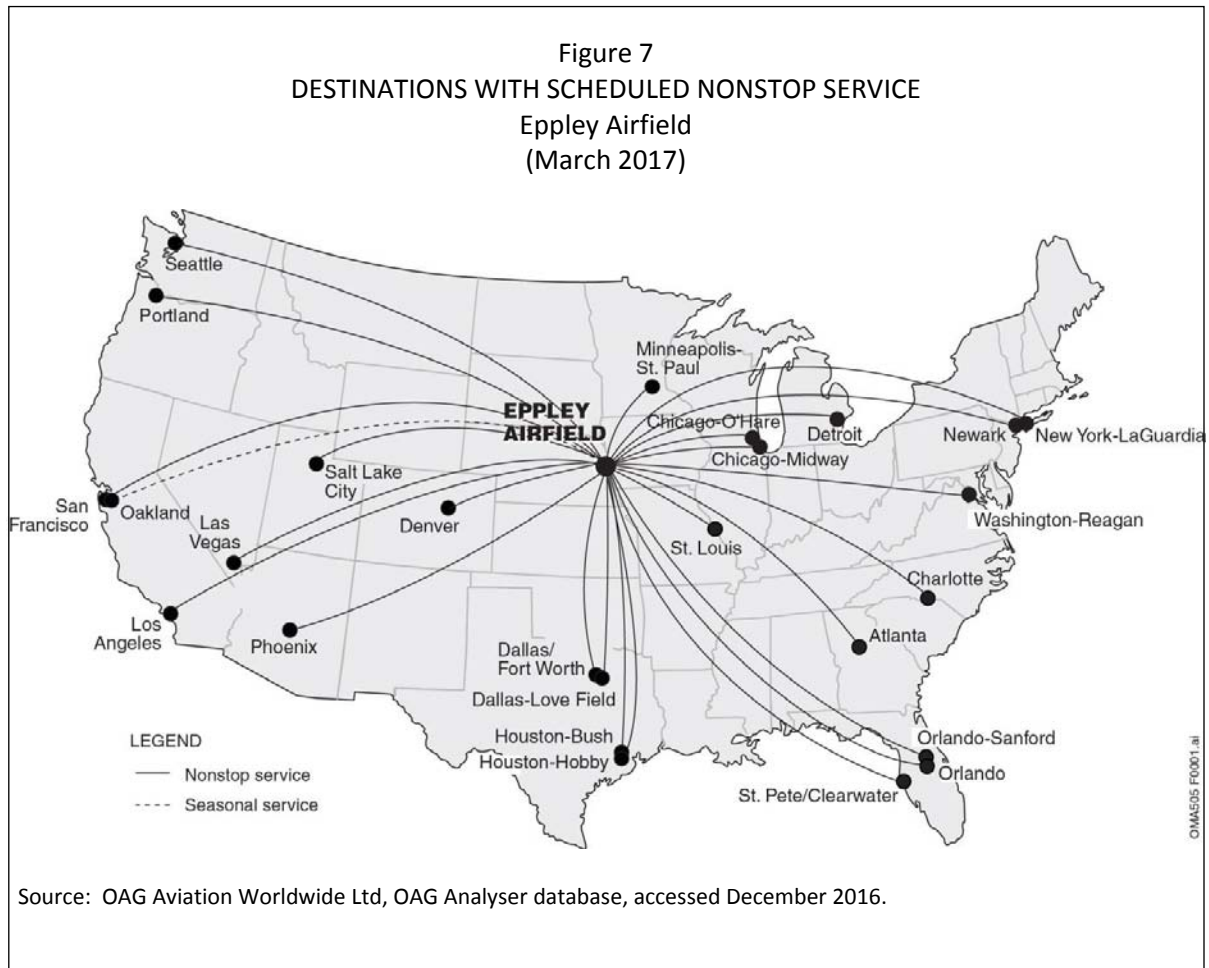 Figure 7
DESTINATIONS WITH SCHEDULED NONSTOP SERVICE
Eppley Airfield
(March 2017)
Seattle
Portland
Minneapolis-
St. Paul
EPPLEY
AIRFIELD
Chicago-O'Hare
Detroit
Newark
New York-LaGuardia
Chicago-Midway
Salt Lake
City
San
Francisco
Oakland
Denver
Washington-Reagan
Las
Vegas
St. Louis
Charlotte
Los
Angeles
Phoenix
Atlanta
Dallas/
Fort Worth
Dallas-Love Field
Houston-Bush
Houston-Hobby
Orlando-Sanford
Orlando
St. Pete/Clearwater
LEGEND
Nonstop service
Seasonal service
OMA505 F0001.ai
Source: OAG Aviation Worldwide Ltd, OAG Analyser database, accessed December 2016.